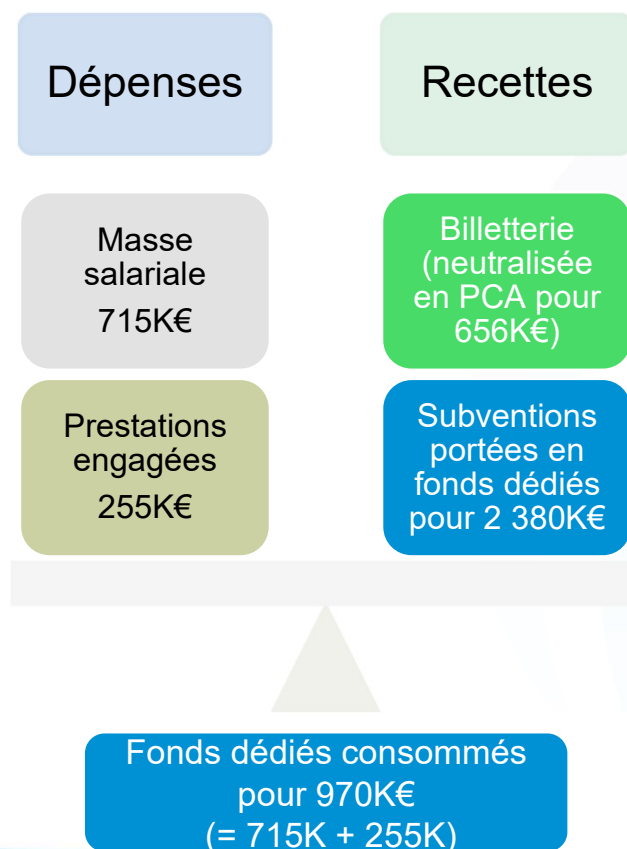 Dépenses
Recettes
Masse
salariale
715K€
Billetterie
(neutralisée
en PCA pour
656K€)
Prestations
engagées
255K€
Subventions
portées en
fonds dédiés
pour 2 380K€
Fonds dédiés consommés
pour 970K€
(= 715K + 255K)